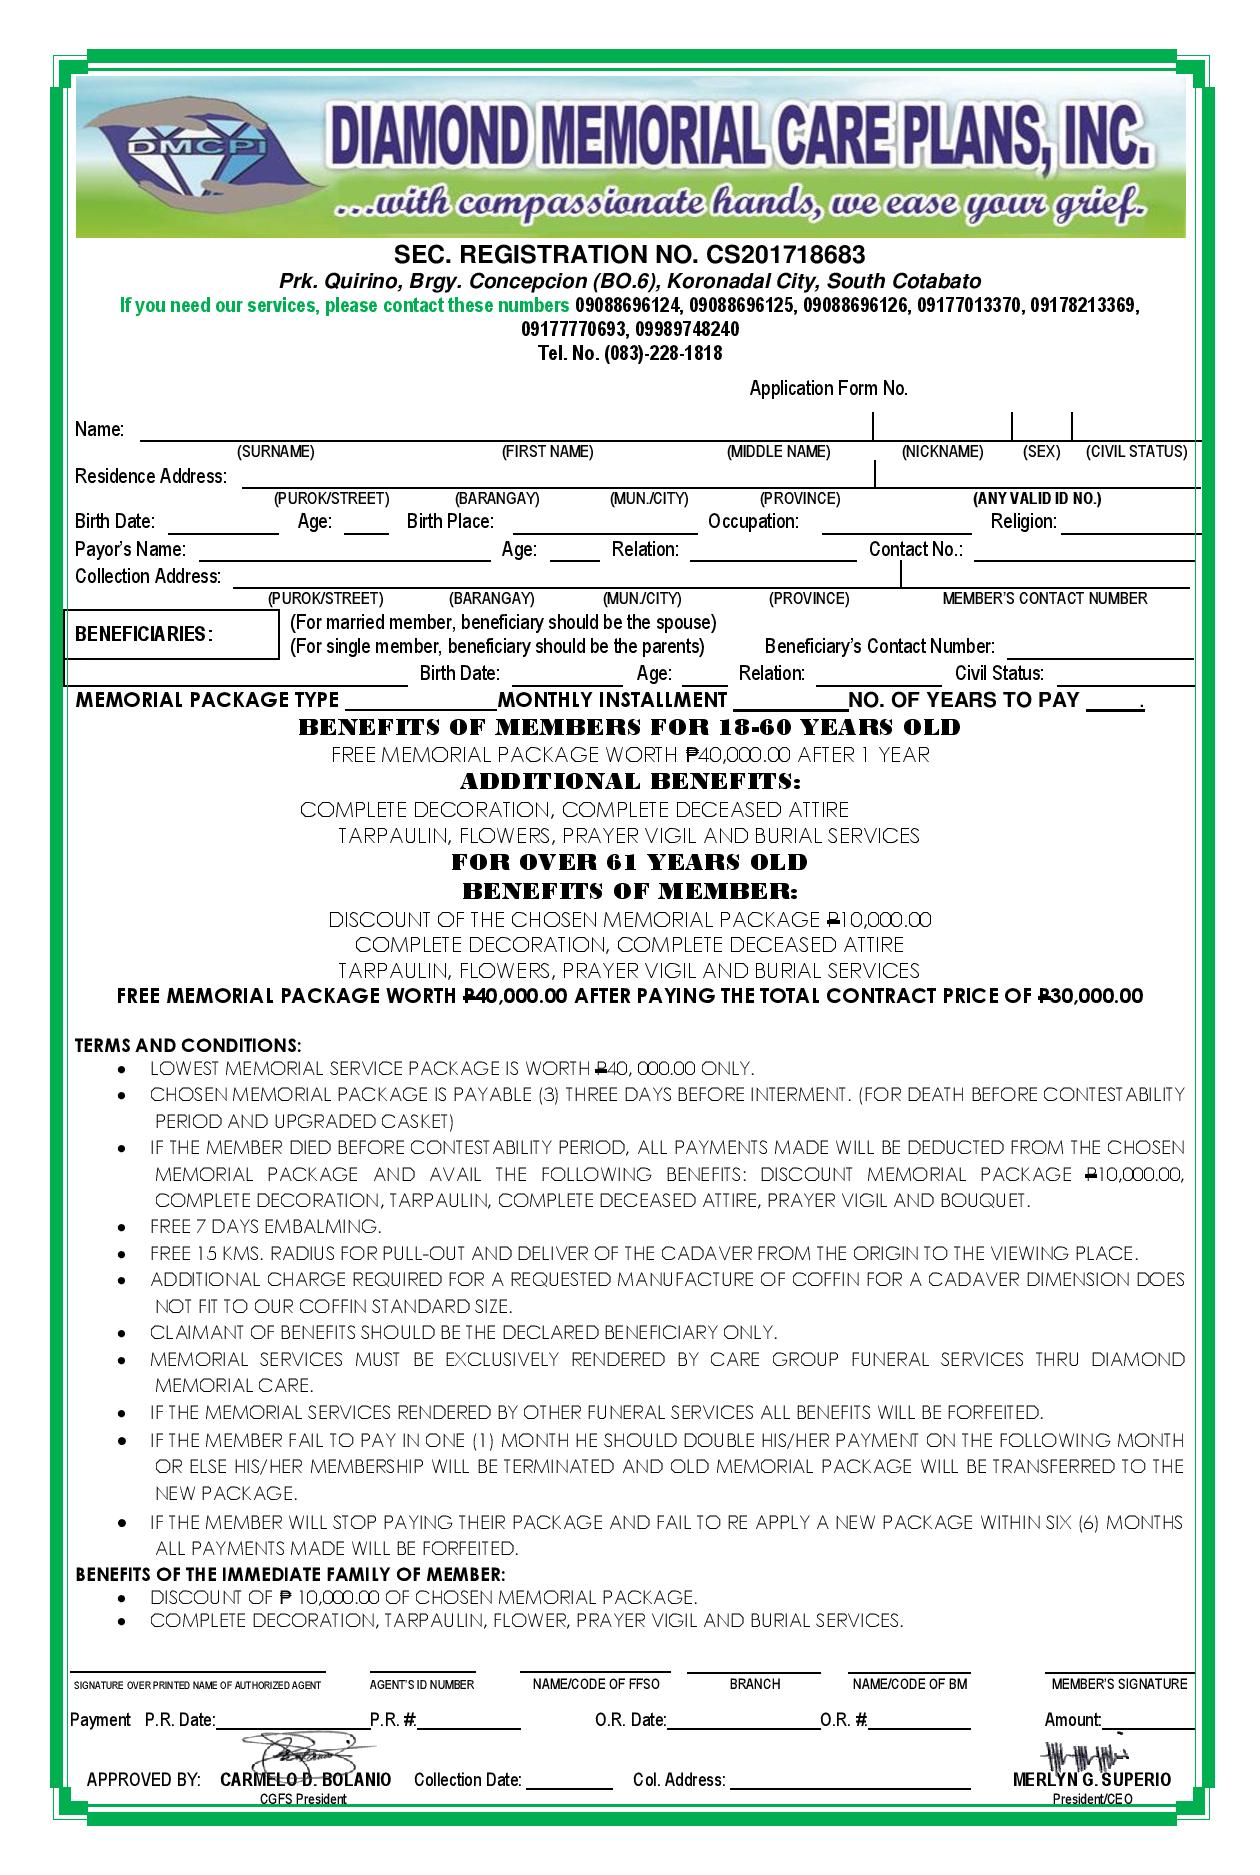 DMCPI
DIAMOND MEMORIAL CARE PLANS, INC.
...with compassionate hands, we ease your grief.
SEC. REGISTRATION NO. CS201718683
Prk. Quirino, Brgy. Concepcion (BO.6), Koronadal City, South Cotabato
If you need our services, please contact these numbers 09088696124, 09088696125, 09088696126, 09177013370, 09178213369,
09177770693, 09989748240
Tel. No. (083)-228-1818
Application Form No.
Name:
(SURNAME) (FIRST NAME) (MIDDLE NAME) (NICKNAME) (SEX) (CIVIL STATUS)
Residence Address:
(PUROK/STREET) (BARANGAY) (MUN./CITY) (PROVINCE) (ANY VALID ID NO.)
Birth Date: Age: Birth Place: Occupation: Religion:
Payor's Name: Age: Relation: Contact No.:
Collection Address:
(PUROK/STREET) (BARANGAY) (MUN./CITY) (PROVINCE) MEMBER'S CONTACT NUMBER
BENEFICIARIES: (For married member, beneficiary should be the spouse)
(For single member, beneficiary should be the parents) Beneficiary's Contact Number:
Birth Date: Age: Relation: Civil Status:
MEMORIAL PACKAGE TYPE MONTHLY INSTALLMENT NO. OF YEARS TO PAY .
BENEFITS OF MEMBERS FOR 18-60 YEARS OLD
FREE MEMORIAL PACKAGE WORTH ₱40,000.00 AFTER 1 YEAR
ADDITIONAL BENEFITS:
COMPLETE DECORATION, COMPLETE DECEASED ATTIRE
TARPAULIN, FLOWERS, PRAYER VIGIL AND BURIAL SERVICES
FOR OVER 61 YEARS OLD
BENEFITS OF MEMBER:
DISCOUNT OF THE CHOSEN MEMORIAL PACKAGE ₱10,000.00
COMPLETE DECORATION, COMPLETE DECEASED ATTIRE
TARPAULIN, FLOWERS, PRAYER VIGIL AND BURIAL SERVICES
FREE MEMORIAL PACKAGE WORTH ₱40,000.00 AFTER PAYING THE TOTAL CONTRACT PRICE OF ₱30,000.00
TERMS AND CONDITIONS:
• LOWEST MEMORIAL SERVICE PACKAGE IS WORTH ₱40, 000.00 ONLY.
• CHOSEN MEMORIAL PACKAGE IS PAYABLE (3) THREE DAYS BEFORE INTERMENT. (FOR DEATH BEFORE CONTESTABILITY
PERIOD AND UPGRADED CASKET)
• IF THE MEMBER DIED BEFORE CONTESTABILITY PERIOD, ALL PAYMENTS MADE WILL BE DEDUCTED FROM THE CHOSEN
MEMORIAL PACKAGE AND AVAIL THE FOLLOWING BENEFITS: DISCOUNT MEMORIAL PACKAGE ₱10,000.00,
COMPLETE DECORATION, TARPAULIN, COMPLETE DECEASED ATTIRE, PRAYER VIGIL AND BOUQUET.
• FREE 7 DAYS EMBALMING.
• FREE 15 KMS. RADIUS FOR PULL-OUT AND DELIVER OF THE CADAVER FROM THE ORIGIN TO THE VIEWING PLACE.
• ADDITIONAL CHARGE REQUIRED FOR A REQUESTED MANUFACTURE OF COFFIN FOR A CADAVER DIMENSION DOES
NOT FIT TO OUR COFFIN STANDARD SIZE.
• CLAIMANT OF BENEFITS SHOULD BE THE DECLARED BENEFICIARY ONLY.
• MEMORIAL SERVICES MUST BE EXCLUSIVELY RENDERED BY CARE GROUP FUNERAL SERVICES THRU DIAMOND
MEMORIAL CARE.
• IF THE MEMORIAL SERVICES RENDERED BY OTHER FUNERAL SERVICES ALL BENEFITS WILL BE FORFEITED.
• IF THE MEMBER FAIL TO PAY IN ONE (1) MONTH HE SHOULD DOUBLE HIS/HER PAYMENT ON THE FOLLOWING MONTH
OR ELSE HIS/HER MEMBERSHIP WILL BE TERMINATED AND OLD MEMORIAL PACKAGE WILL BE TRANSFERRED TO THE
NEW PACKAGE.
• IF THE MEMBER WILL STOP PAYING THEIR PACKAGE AND FAIL TO RE APPLY A NEW PACKAGE WITHIN SIX (6) MONTHS
ALL PAYMENTS MADE WILL BE FORFEITED.
BENEFITS OF THE IMMEDIATE FAMILY OF MEMBER:
• DISCOUNT OF ₱ 10,000.00 OF CHOSEN MEMORIAL PACKAGE.
• COMPLETE DECORATION, TARPAULIN, FLOWER, PRAYER VIGIL AND BURIAL SERVICES.
SIGNATURE OVER PRINTED NAME OF AUTHORIZED AGENT AGENT'S ID NUMBER NAME/CODE OF FFSO BRANCH NAME/CODE OF BM MEMBER'S SIGNATURE
Payment P.R. Date: P.R. #: O.R. Date: O.R. #: Amount:
APPROVED BY: CARMELO D. BOLANIO Collection Date: Col. Address: MERLYN G. SUPERIO
CGFS President President/CEO